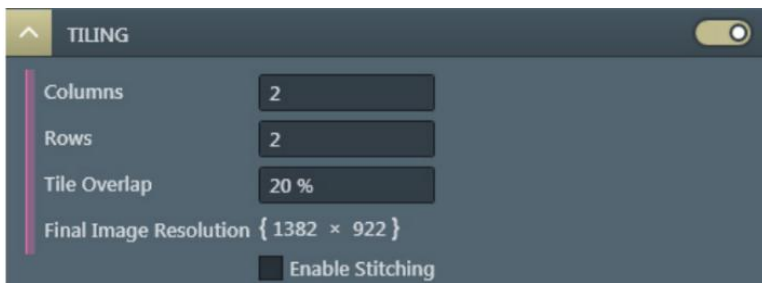 TILING
Columns 2
Rows 2
Tile Overlap 20 %
Final Image Resolution { 1382 × 922 }
Enable Stitching